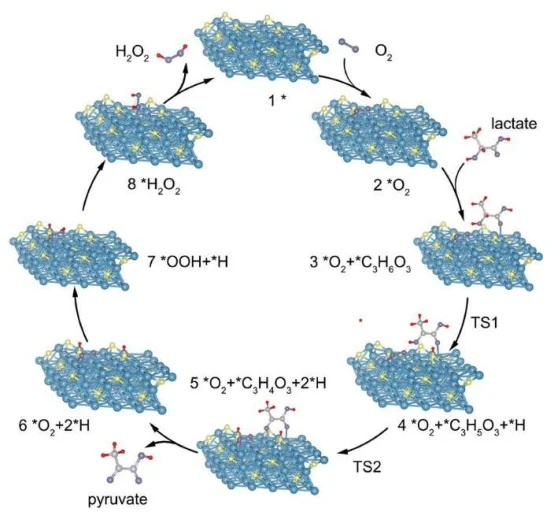 H₂O₂
O₂
1 *
lactate
2 *O₂
8 *H₂O₂
3 *O₂+*C₃H₆O₃
7 *OOH+*H
TS1
5 *O₂+*C₃H₄O₃+2*H
6 *O₂+2*H
4 *O₂+*C₃H₅O₃+*H
TS2
pyruvate